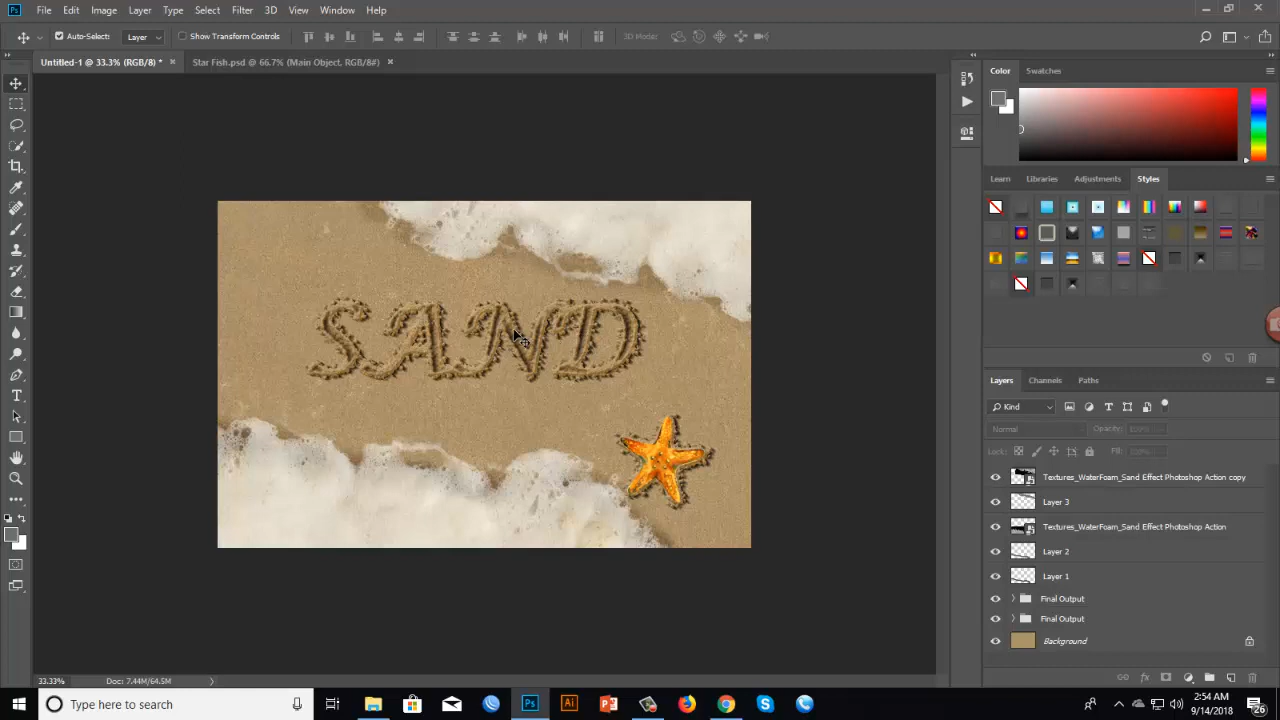 Ps File Edit Image Layer Type Select Filter 3D View Window Help
Auto-Select: Layer Show Transform Controls 3D Mode:
Untitled-1 @ 33.3% (RGB/8) * × Star Fish.psd @ 66.7% (Main Object, RGB/8#) ×
Color Swatches
Learn Libraries Adjustments Styles
SAND
Layers Channels Paths
Kind
Normal Opacity: 100%
Lock: Fill: 100%
Textures_WaterFoam_Sand Effect Photoshop Action copy
Layer 3
Textures_WaterFoam_Sand Effect Photoshop Action
Layer 2
Layer 1
Final Output
Final Output
Background
33.33% Doc: 7.44M/64.5M
Type here to search
2:54 AM
9/14/2018
26